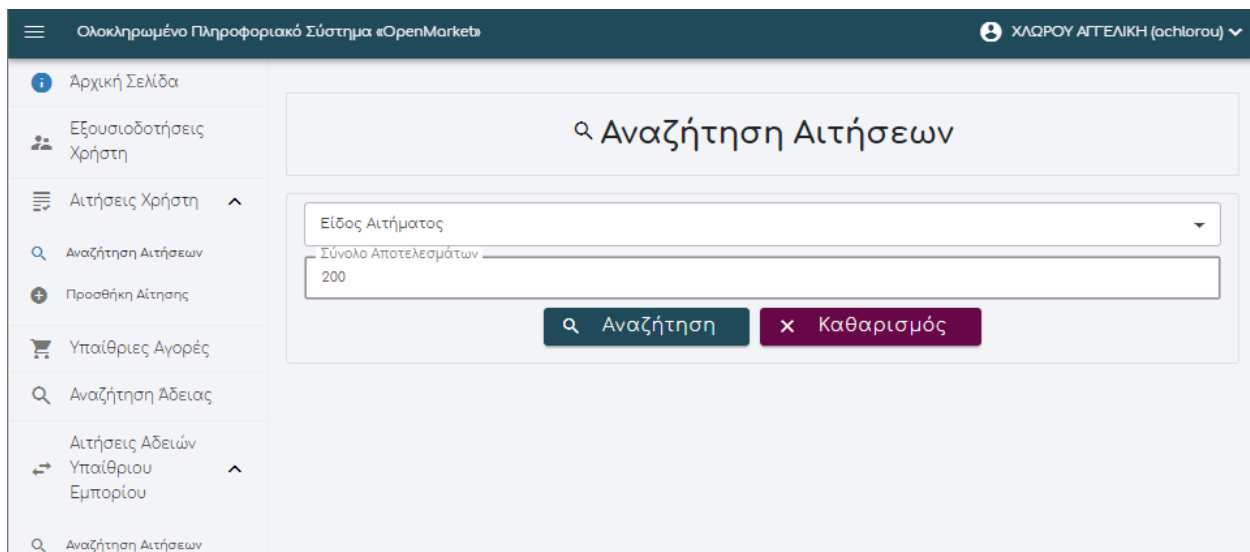 Ολοκληρωμένο Πληροφοριακό Σύστημα «OpenMarket»
ΧΛΩΡΟΥ ΑΓΓΕΛΙΚΗ (achlorou)
Άρχική Σελίδα
Εξουσιοδοτήσεις
Χρήστη
Αιτήσεις Χρήστη
Αναζήτηση Αιτήσεων
Προσθήκη Αίτησης
Υπαίθριες Αγορές
Αναζήτηση Άδειας
Αιτήσεις Αδειών
Υπαίθριου
Εμπορίου
Αναζήτηση Αιτήσεων
Αναζήτηση Αιτήσεων
Είδος Αιτήματος
Σύνολο Αποτελεσμάτων
200
Αναζήτηση
Καθαρισμός